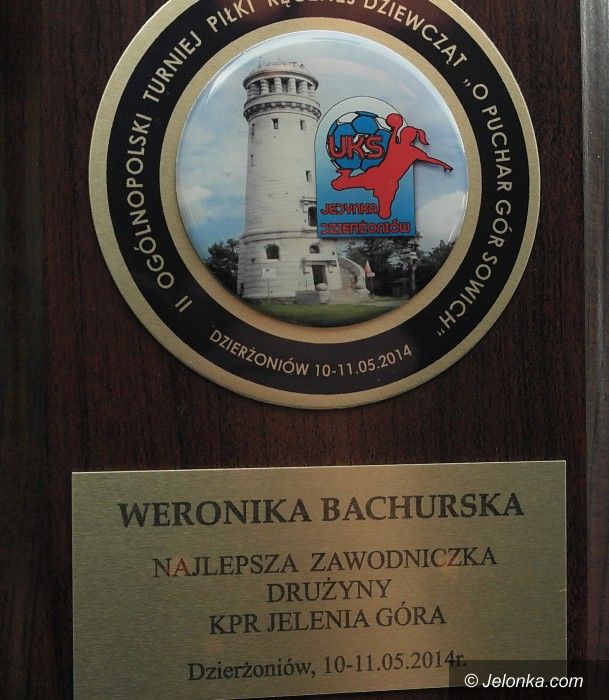 II OGÓLNOPOLSKI TURNIEJ PIŁKI RĘCZNEJ DZIEWCZĄT „O PUCHAR GÓR SOWICH”
DZIERŻONIÓW 10-11.05.2014
UKS
JEDYNKA
DZIERŻONIÓW
WERONIKA BACHURSKA
NAJLEPSZA ZAWODNICZKA
DRUŻYNY
KPR JELENIA GÓRA
Dzierżoniów, 10-11.05.2014r.
© Jelonka.com